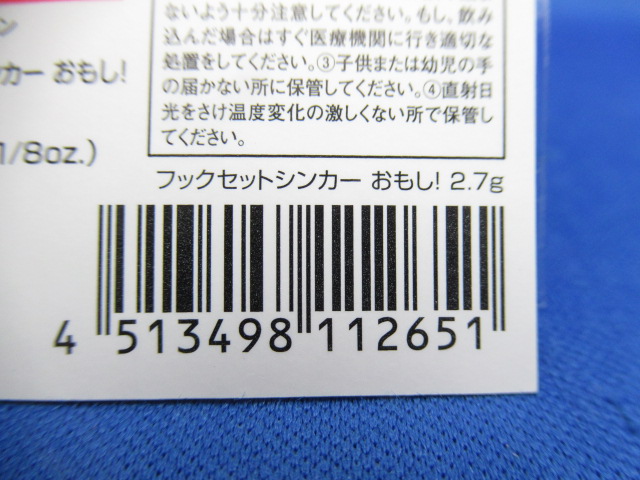 ないよう十分注意してください。もし、飲み
込んだ場合はすぐ医療機関に行き適切な
処置をしてください。③子供または幼児の手
の届かない所に保管してください。④直射日
光をさけ温度変化の激しくない所で保管し
てください。
ン
ンカー おもし!
1/8oz.)
フックセットシンカー おもし! 2.7g
4 513498 112651